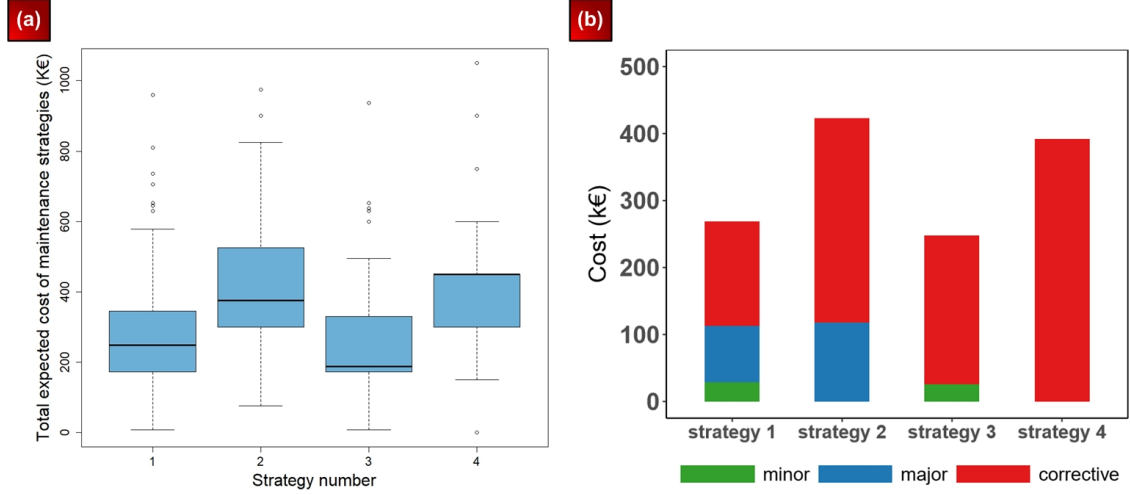 (a)
Total expected cost of maintenance strategies (K€)
1000
800
600
400
200
0
1 2 3 4
Strategy number
(b)
Cost (k€)
500
400
300
200
100
0
strategy 1 strategy 2 strategy 3 strategy 4
minor major corrective